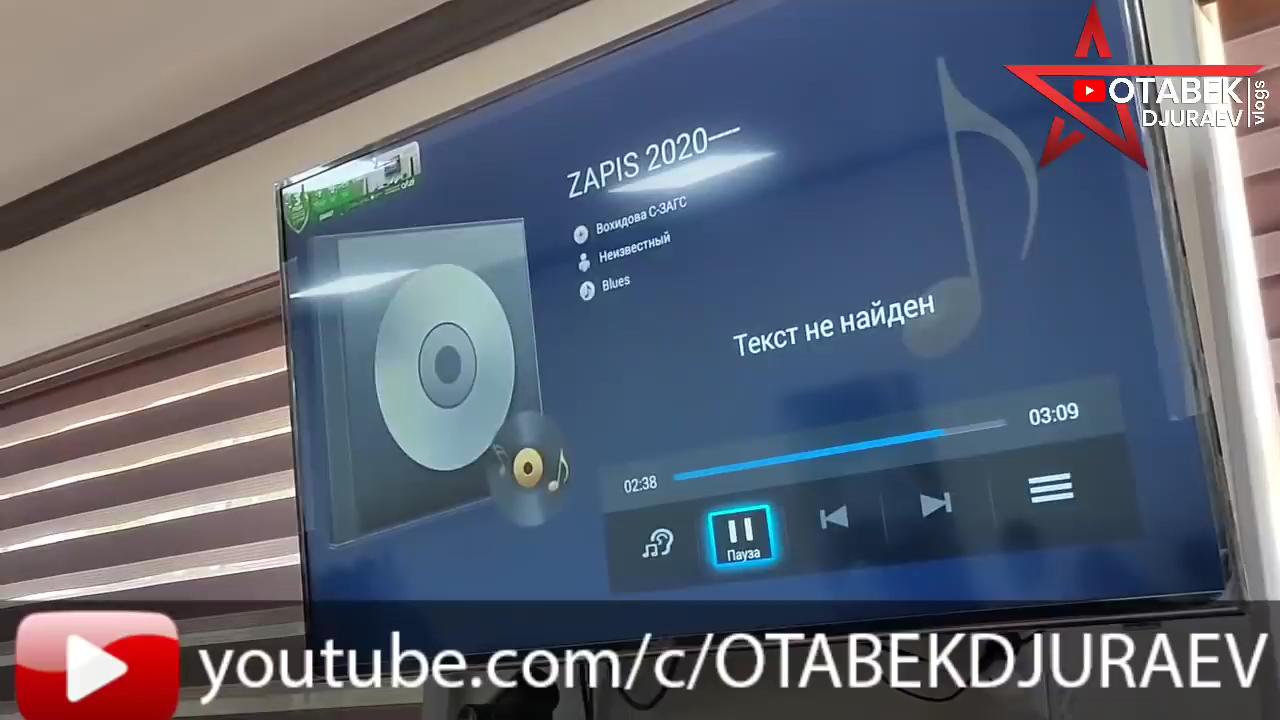 OTABEK
DJURAEV
vlogs
ZAPIS 2020—
Вохидова С-ЗАГС
Неизвестный
Blues
Текст не найден
02:38
03:09
Пауза
youtube.com/c/OTABEKDJURAEV